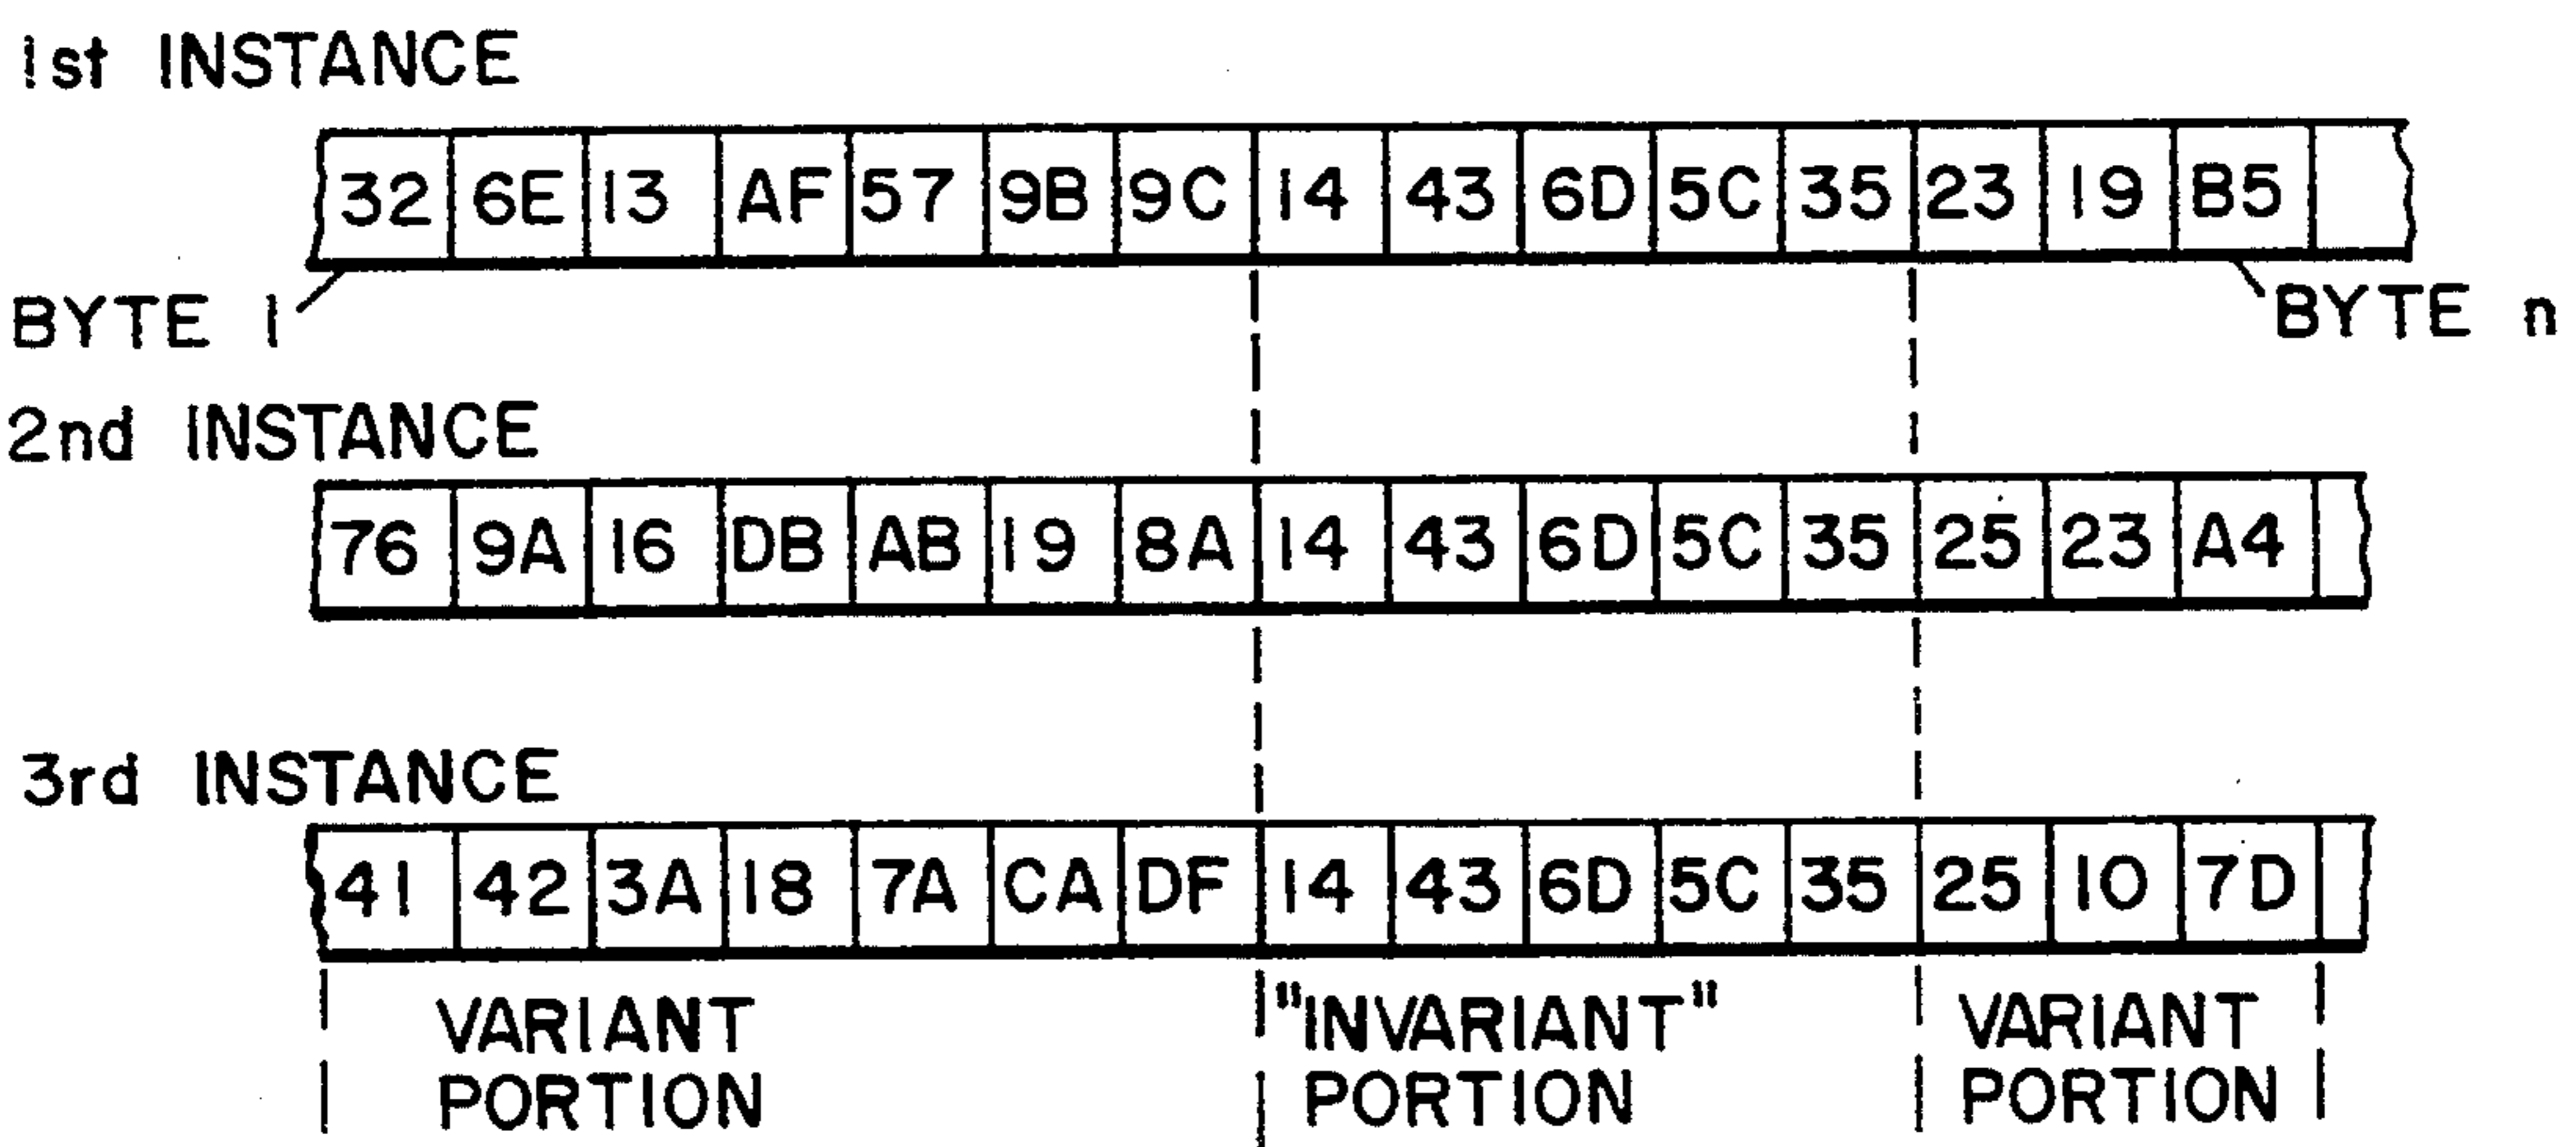 1st INSTANCE
32 6E 13 AF 57 9B 9C 14 43 6D 5C 35 23 19 B5
BYTE 1 BYTE n
2nd INSTANCE
76 9A 16 DB AB 19 8A 14 43 6D 5C 35 25 23 A4
3rd INSTANCE
41 42 3A 18 7A CA DF 14 43 6D 5C 35 25 10 7D
VARIANT "INVARIANT" VARIANT
PORTION PORTION PORTION